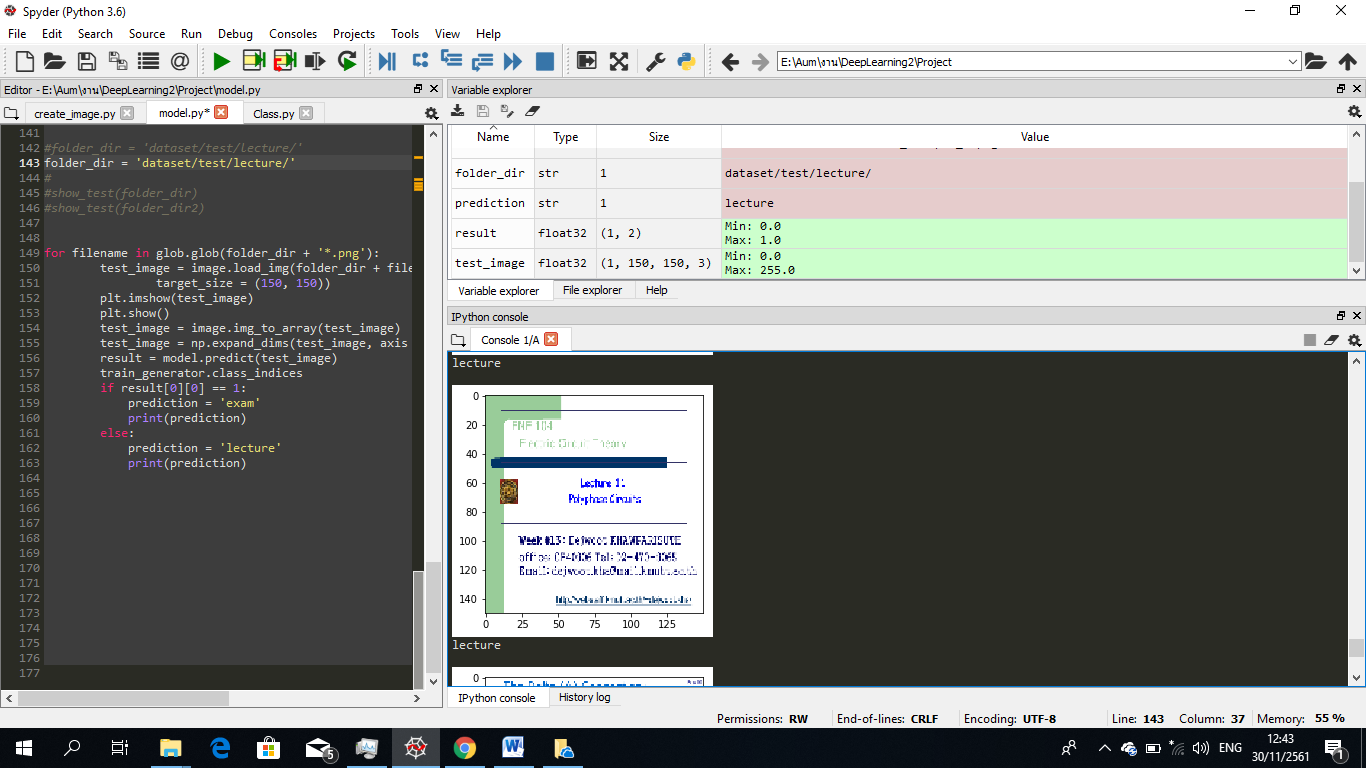 Spyder (Python 3.6)
File Edit Search Source Run Debug Consoles Projects Tools View Help
E:\Aum\งาน\DeepLearning2\Project
Editor - E:\Aum\งาน\DeepLearning2\Project\model.py
create_image.py model.py* Class.py
141
142 #folder_dir = 'dataset/test/lecture/'
143 folder_dir = 'dataset/test/lecture/'
144 #
145 #show_test(folder_dir)
146 #show_test(folder_dir2)
147
148
149 for filename in glob.glob(folder_dir + '*.png'):
150 test_image = image.load_img(folder_dir + file
151 target_size = (150, 150))
152 plt.imshow(test_image)
153 plt.show()
154 test_image = image.img_to_array(test_image)
155 test_image = np.expand_dims(test_image, axis
156 result = model.predict(test_image)
157 train_generator.class_indices
158 if result[0][0] == 1:
159 prediction = 'exam'
160 print(prediction)
161 else:
162 prediction = 'lecture'
163 print(prediction)
164
165
166
167
168
169
170
171
172
173
174
175
176
177
Variable explorer
Name Type Size Value
folder_dir str 1 dataset/test/lecture/
prediction str 1 lecture
result float32 (1, 2) Min: 0.0
Max: 1.0
test_image float32 (1, 150, 150, 3) Min: 0.0
Max: 255.0
Variable explorer File explorer Help
IPython console
Console 1/A
lecture
0
20
40
60
80
100
120
140
0 25 50 75 100 125
Lecture 11
Polyphase Circuits
lecture
0
IPython console History log
Permissions: RW End-of-lines: CRLF Encoding: UTF-8 Line: 143 Column: 37 Memory: 55 %
5
ENG
12:43
30/11/2561
1